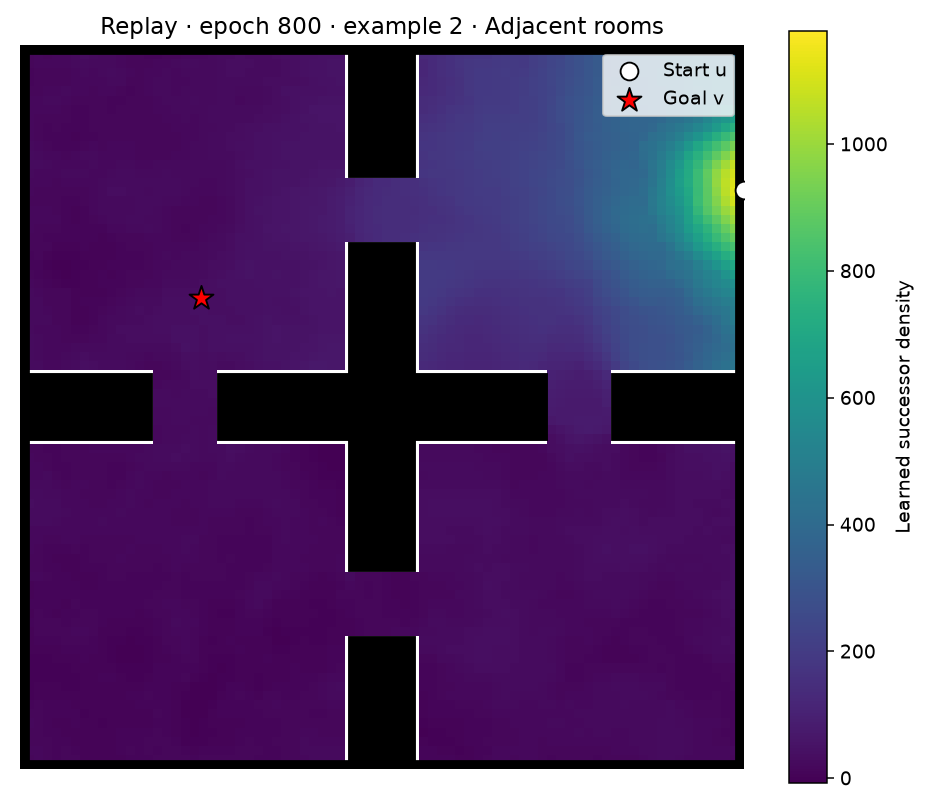 Replay · epoch 800 · example 2 · Adjacent rooms
Start u
Goal v
1000
800
600
400
200
0
Learned successor density